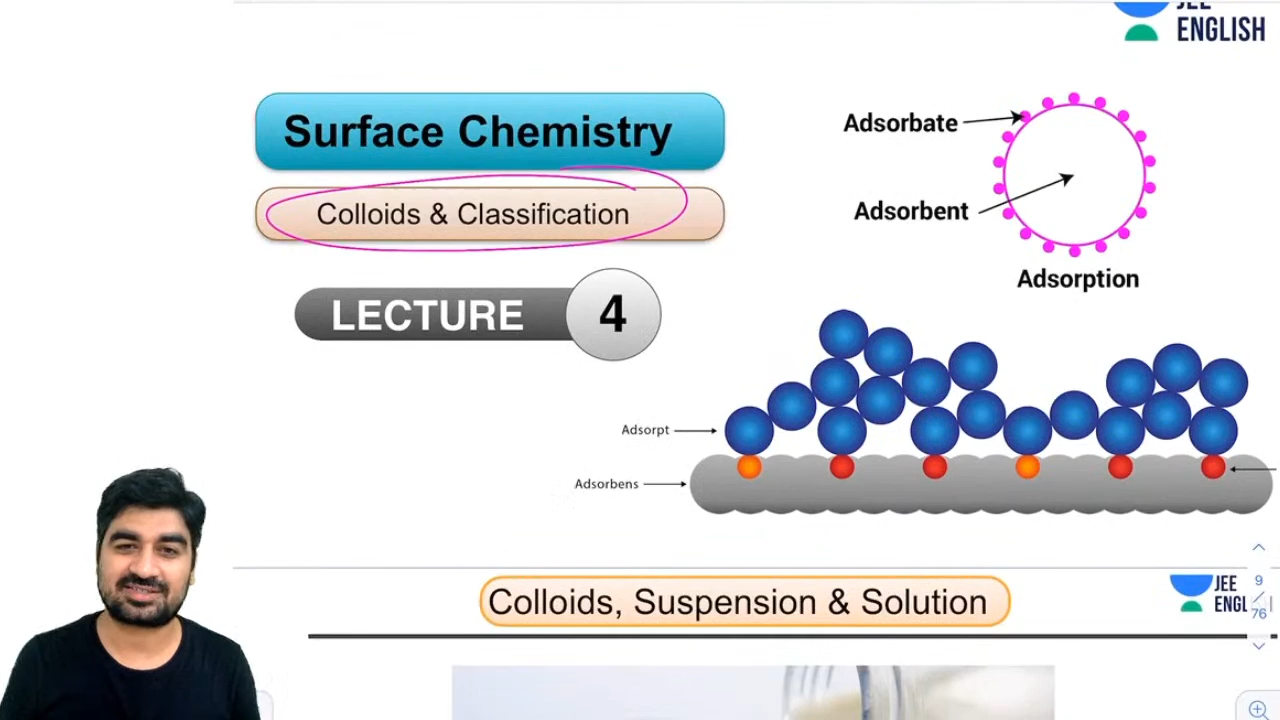 JEE
ENGLISH
Surface Chemistry
Colloids & Classification
LECTURE 4
Adsorbate
Adsorbent
Adsorption
Adsorpt
Adsorbens
Colloids, Suspension & Solution
JEE
ENGL
9
/
76